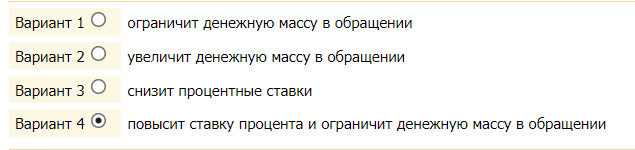 Вариант 1 ограничит денежную массу в обращении
Вариант 2 увеличит денежную массу в обращении
Вариант 3 снизит процентные ставки
Вариант 4 повысит ставку процента и ограничит денежную массу в обращении